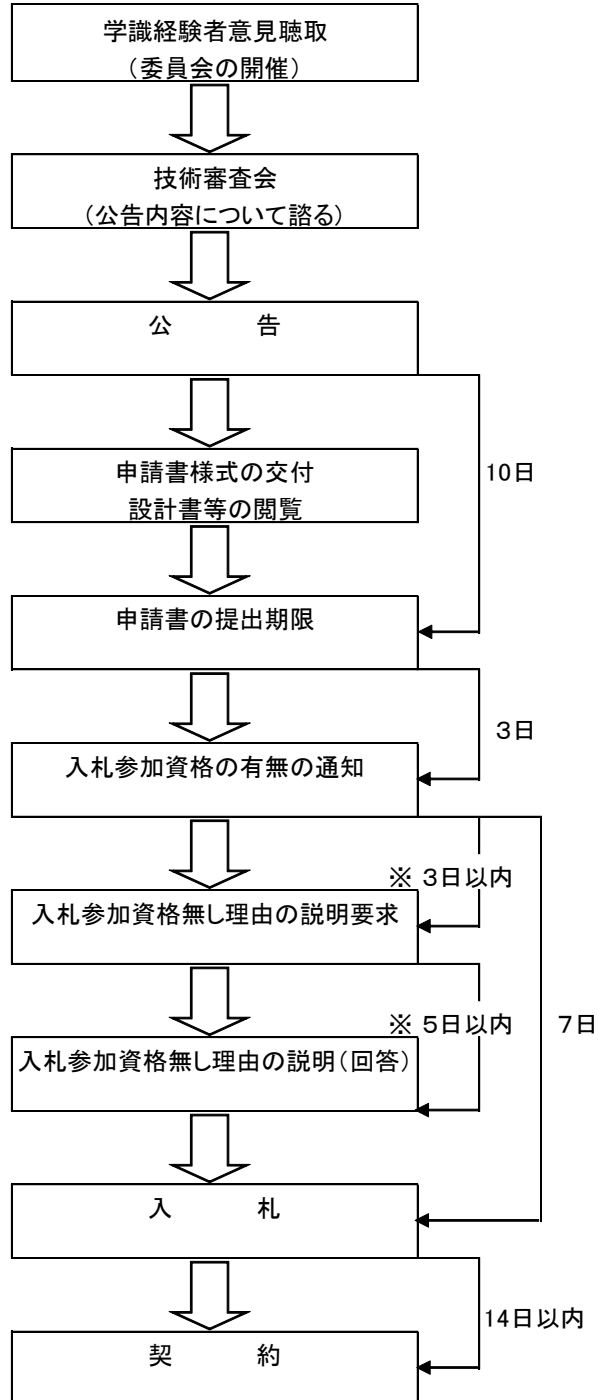 学識経験者意見聴取
（委員会の開催）
技術審査会
（公告内容について諮る）
公　　　告
申請書様式の交付
設計書等の閲覧
10日
申請書の提出期限
3日
入札参加資格の有無の通知
※ 3日以内
入札参加資格無し理由の説明要求
※ 5日以内
7日
入札参加資格無し理由の説明（回答）
入　　　札
14日以内
契　　　約